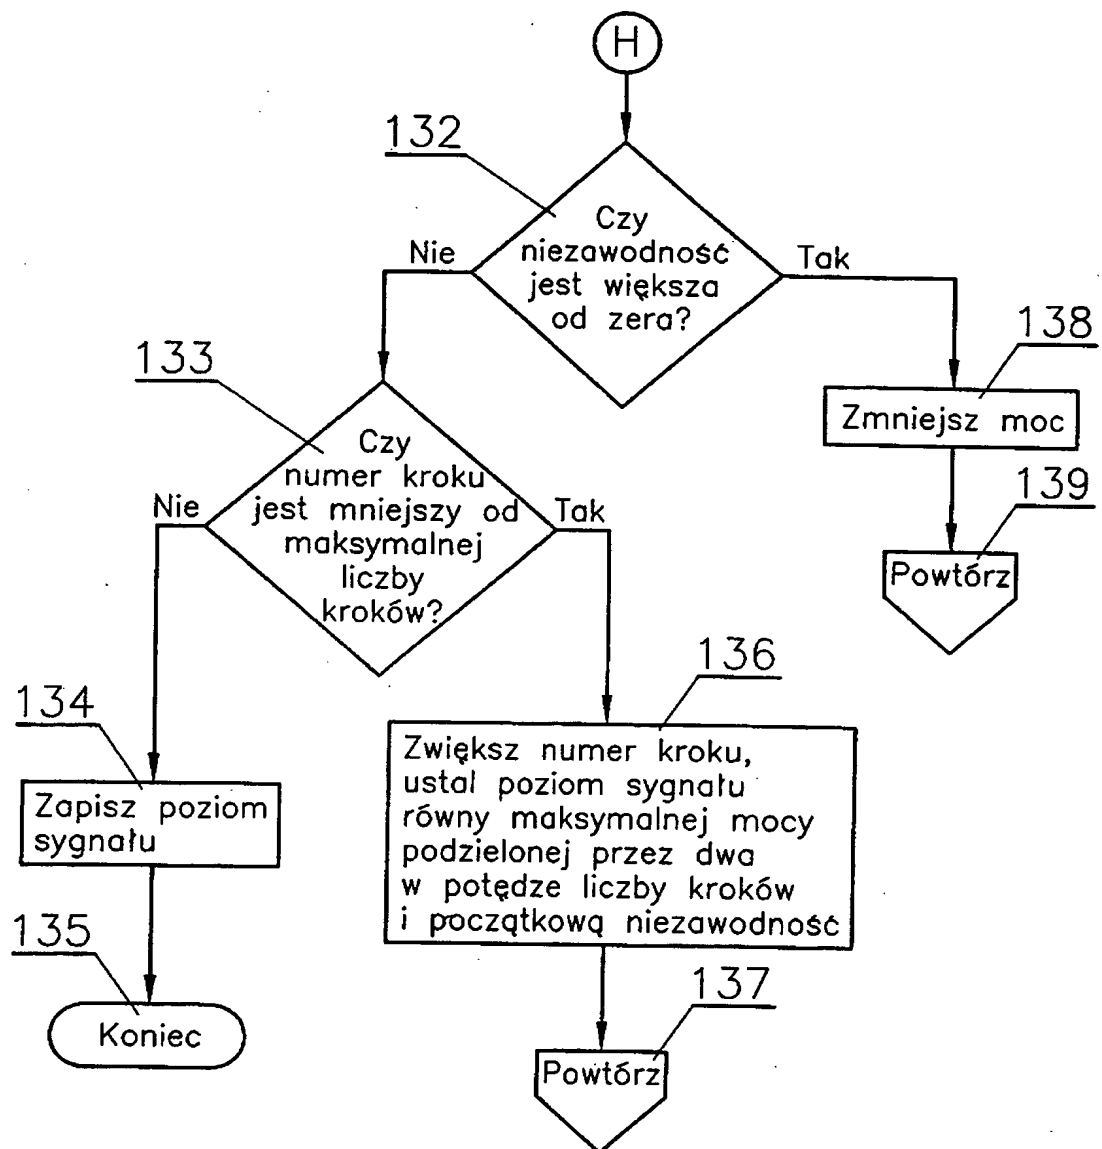 H
132
Czy
niezawodność
jest większa
od zera?
Nie
Tak
138
Zmniejsz moc
139
Powtórz
133
Czy
numer kroku
jest mniejszy od
maksymalnej
liczby
kroków?
Nie
Tak
134
Zapisz poziom
sygnału
135
Koniec
136
Zwiększ numer kroku,
ustal poziom sygnału
równy maksymalnej mocy
podzielonej przez dwa
w potędze liczby kroków
i początkową niezawodność
137
Powtórz